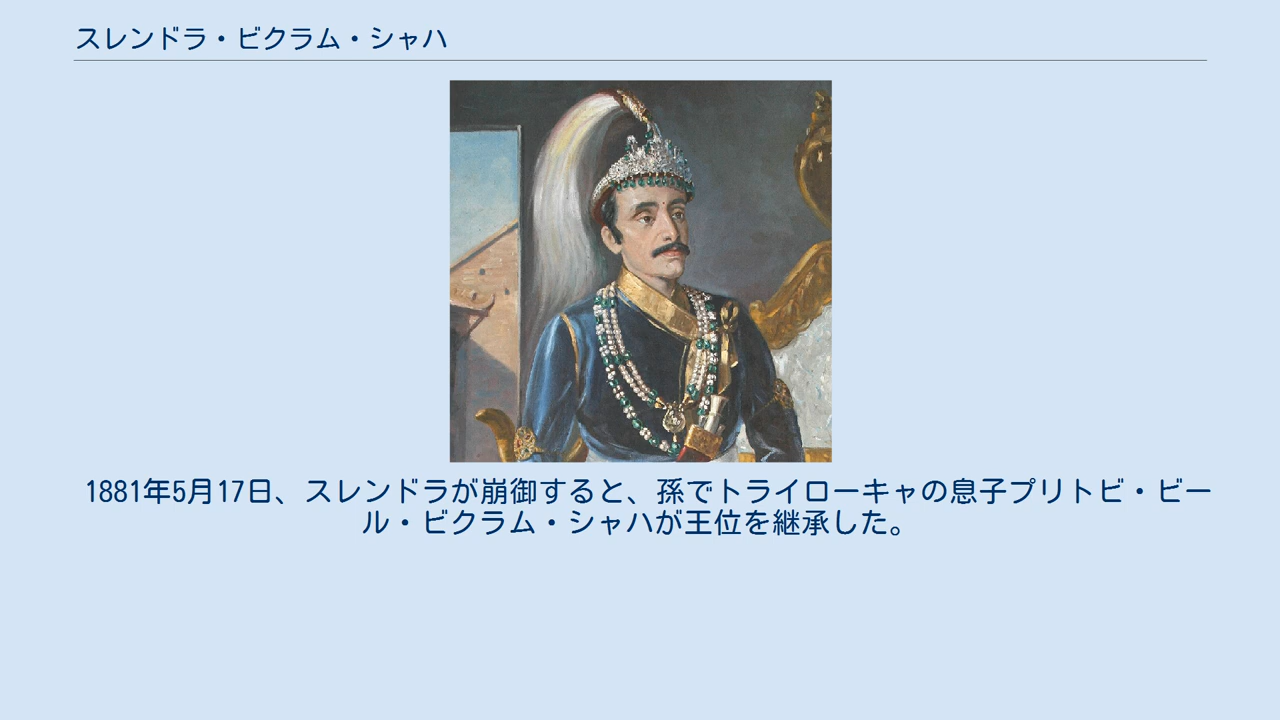 スレンドラ・ビクラム・シャハ
1881年5月17日、スレンドラが崩御すると、孫でトライローキャの息子プリトビ・ビー
ル・ビクラム・シャハが王位を継承した。